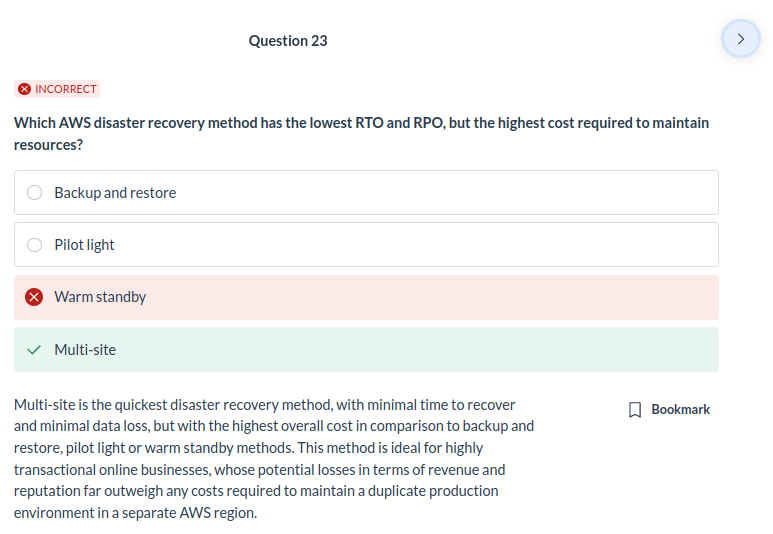 Question 23
INCORRECT
Which AWS disaster recovery method has the lowest RTO and RPO, but the highest cost required to maintain
resources?
Backup and restore
Pilot light
Warm standby
Multi-site
Multi-site is the quickest disaster recovery method, with minimal time to recover
and minimal data loss, but with the highest overall cost in comparison to backup and
restore, pilot light or warm standby methods. This method is ideal for highly
transactional online businesses, whose potential losses in terms of revenue and
reputation far outweigh any costs required to maintain a duplicate production
environment in a separate AWS region.
Bookmark